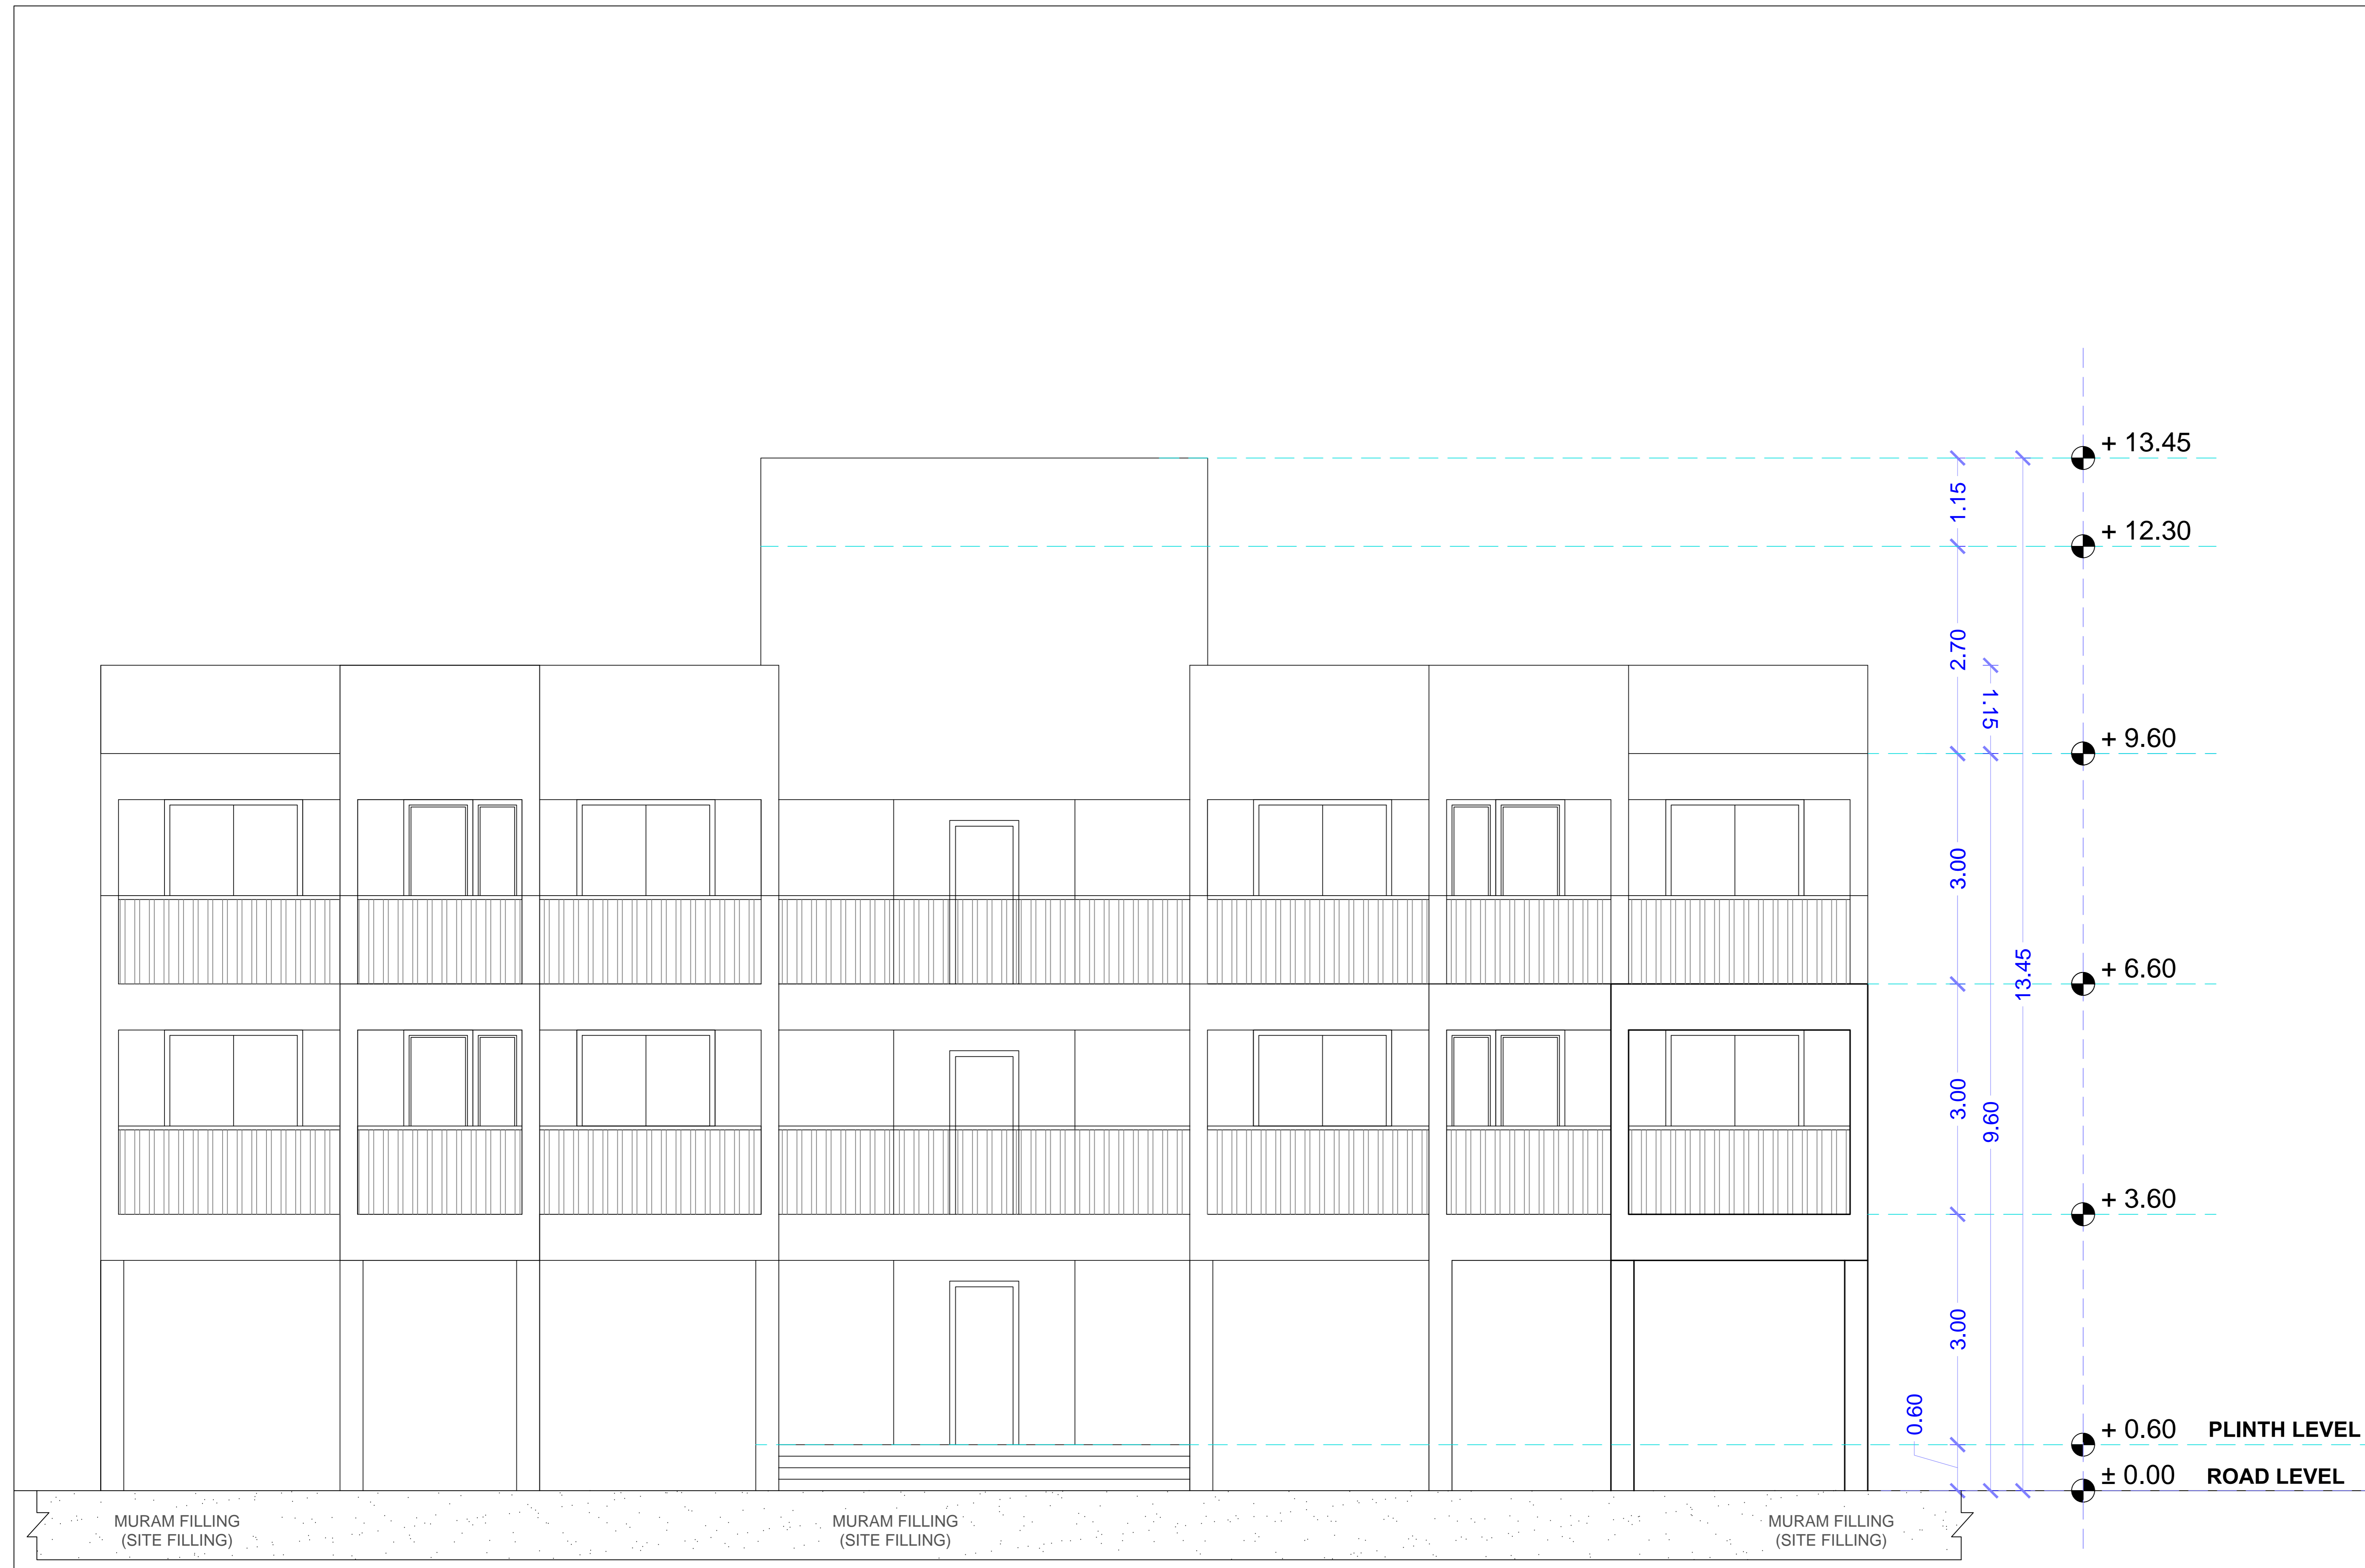 + 13.45
1.15
+ 12.30
2.70
1.15
+ 9.60
3.00
13.45
+ 6.60
3.00
9.60
+ 3.60
3.00
0.60
+ 0.60 PLINTH LEVEL
± 0.00 ROAD LEVEL
MURAM FILLING
(SITE FILLING)
MURAM FILLING
(SITE FILLING)
MURAM FILLING
(SITE FILLING)